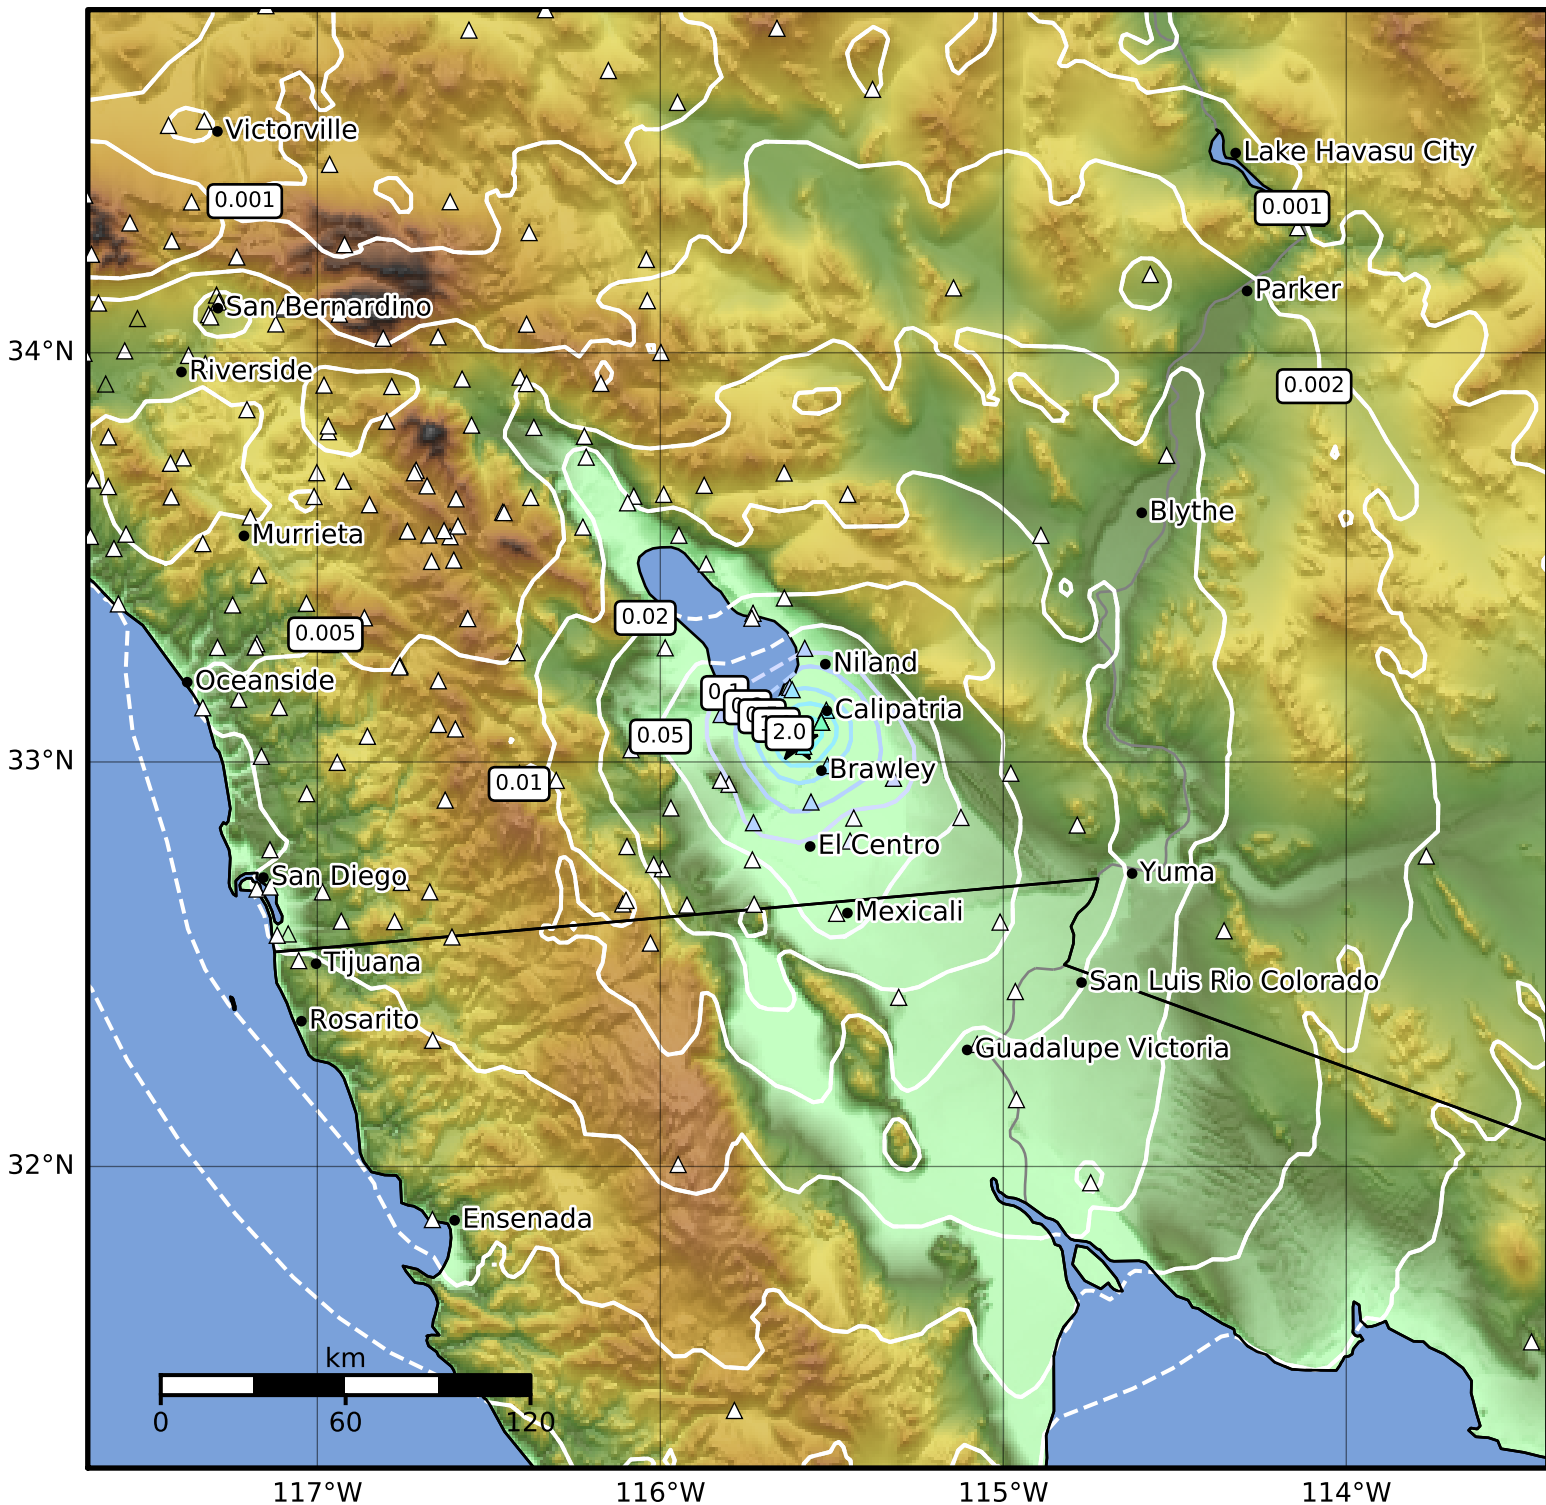 Victorville
Lake Havasu City
0.001
0.001
Parker
San Bernardino
34°N
Riverside
0.002
Blythe
Murrieta
0.02
0.005
Niland
Oceanside
Calipatria
2.0
0.05
33°N
Brawley
0.01
El Centro
San Diego
Yuma
Mexicali
Tijuana
San Luis Rio Colorado
Rosarito
Guadalupe Victoria
32°N
Ensenada
km
0 60 120
117°W 116°W 115°W 114°W